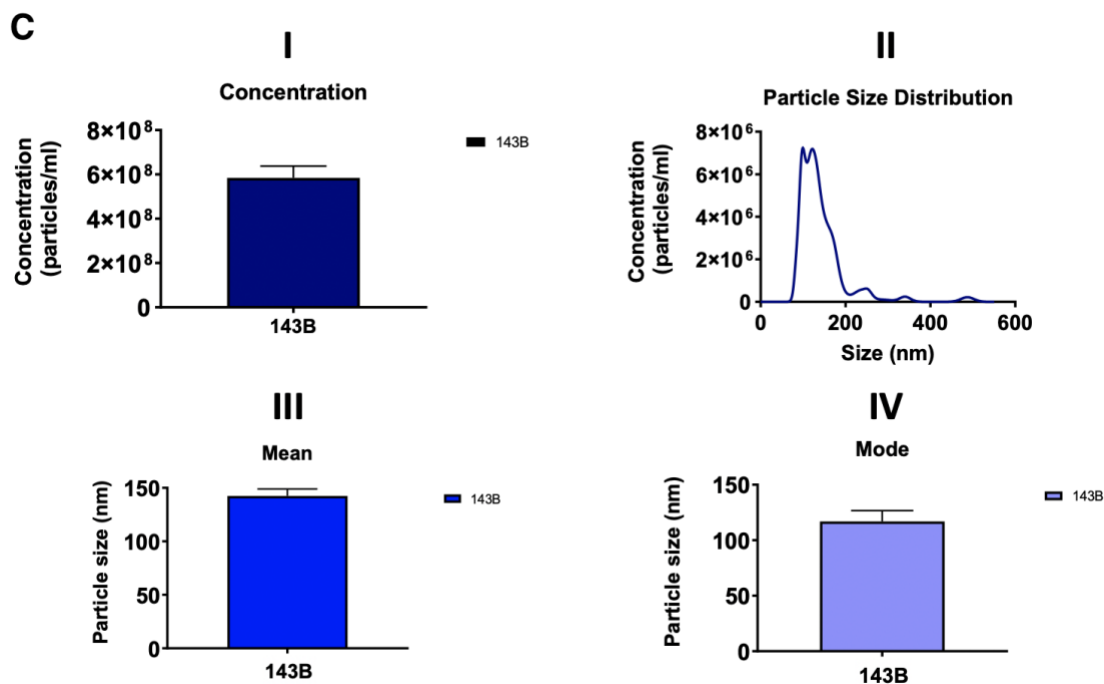 C
I
Concentration
Concentration
(particles/ml)
8×10⁸
6×10⁸
4×10⁸
2×10⁸
0
143B
143B
II
Particle Size Distribution
Concentration
(particles/ml)
8×10⁶
6×10⁶
4×10⁶
2×10⁶
0
0 200 400 600
Size (nm)
III
Mean
Particle size (nm)
150
100
50
0
143B
143B
IV
Mode
Particle size (nm)
150
100
50
0
143B
143B